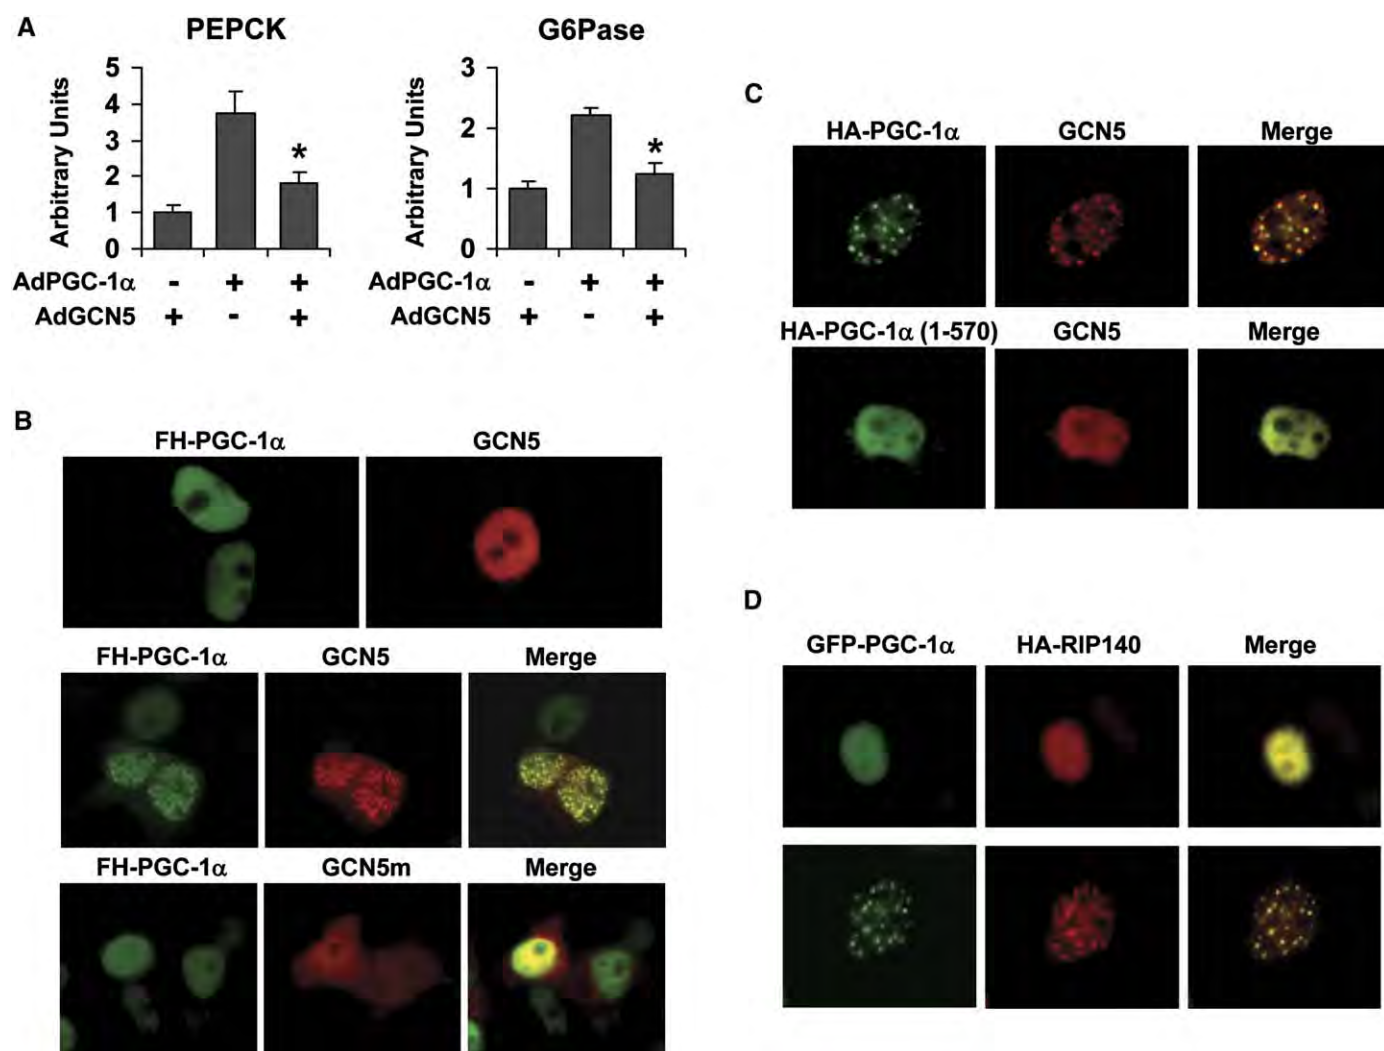 A
PEPCK
G6Pase
Arbitrary Units
5
4
3
2
1
0
*
AdPGC-1α - + +
AdGCN5 + - +
Arbitrary Units
3
2
1
0
*
AdPGC-1α - + +
AdGCN5 + - +
B
FH-PGC-1α GCN5
FH-PGC-1α GCN5 Merge
FH-PGC-1α GCN5m Merge
C
HA-PGC-1α GCN5 Merge
HA-PGC-1α (1-570) GCN5 Merge
D
GFP-PGC-1α HA-RIP140 Merge